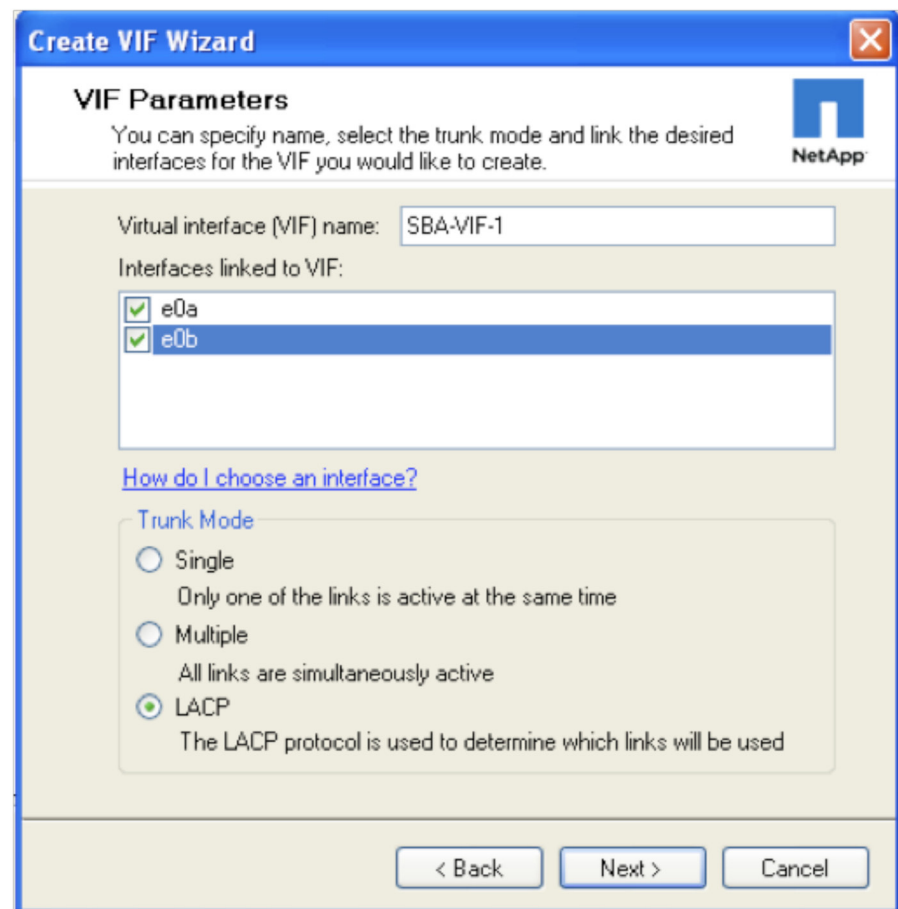 Create VIF Wizard
VIF Parameters
You can specify name, select the trunk mode and link the desired
interfaces for the VIF you would like to create.
NetApp
Virtual interface (VIF) name: SBA-VIF-1
Interfaces linked to VIF:
e0a
e0b
How do I choose an interface?
Trunk Mode
Single
Only one of the links is active at the same time
Multiple
All links are simultaneously active
LACP
The LACP protocol is used to determine which links will be used
< Back Next > Cancel